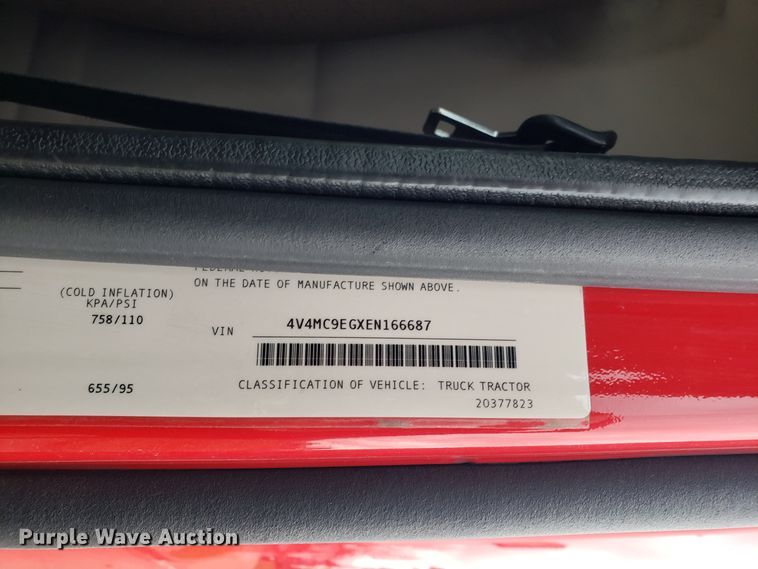 ON THE DATE OF MANUFACTURE SHOWN ABOVE.
(COLD INFLATION)
KPA/PSI
758/110
VIN 4V4MC9EGXEN166687
655/95
CLASSIFICATION OF VEHICLE: TRUCK TRACTOR
20377823
Purple Wave Auction®